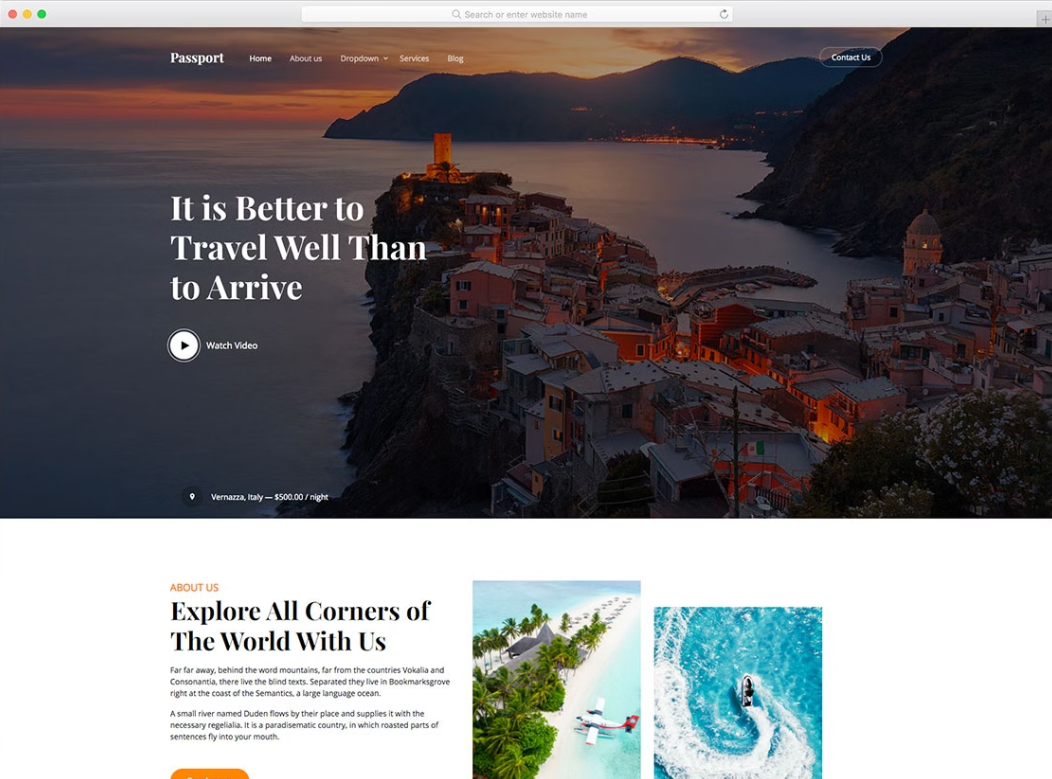 Search or enter website name
Passport
Home
About us
Dropdown
Services
Blog
Contact Us
It is Better to
Travel Well Than
to Arrive
Watch Video
Vernazza, Italy — $500.00 / night
ABOUT US
Explore All Corners of
The World With Us
Far far away, behind the word mountains, far from the countries Vokalia and
Consonantia, there live the blind texts. Separated they live in Bookmarksgrove
right at the coast of the Semantics, a large language ocean.
A small river named Duden flows by their place and supplies it with the
necessary regelialia. It is a paradisematic country, in which roasted parts of
sentences fly into your mouth.